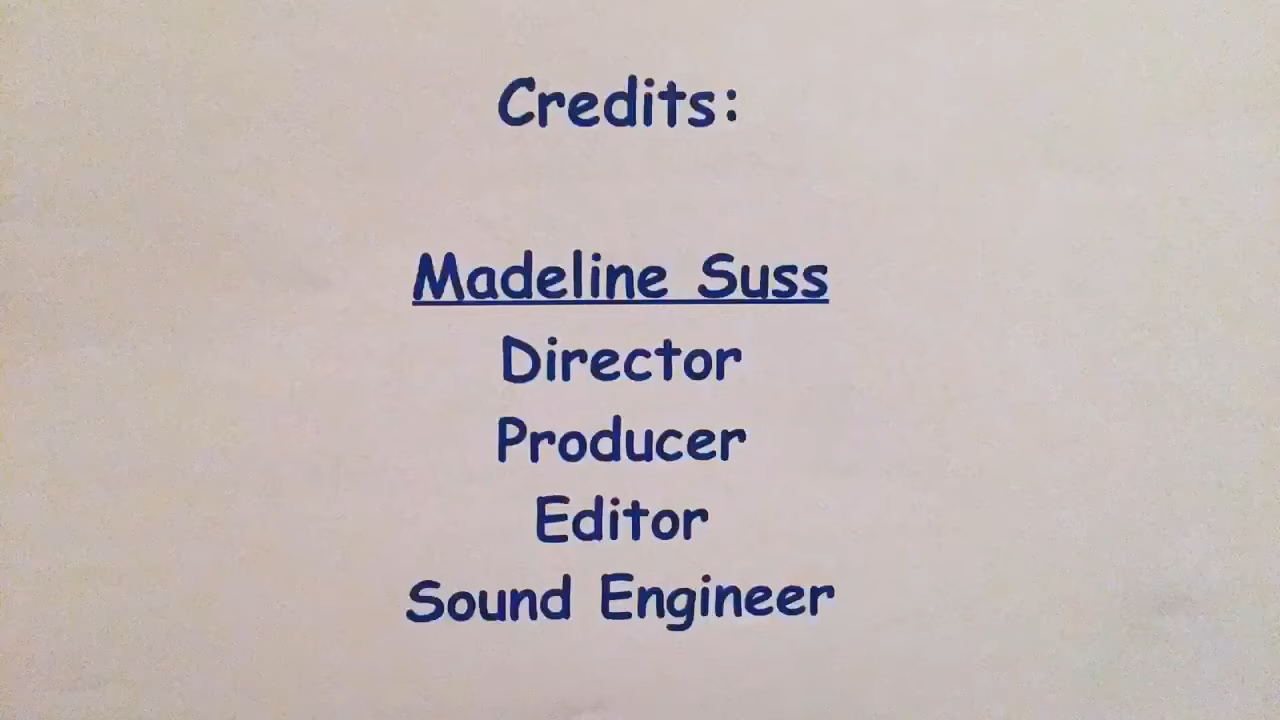 Credits:
Madeline Suss
Director
Producer
Editor
Sound Engineer